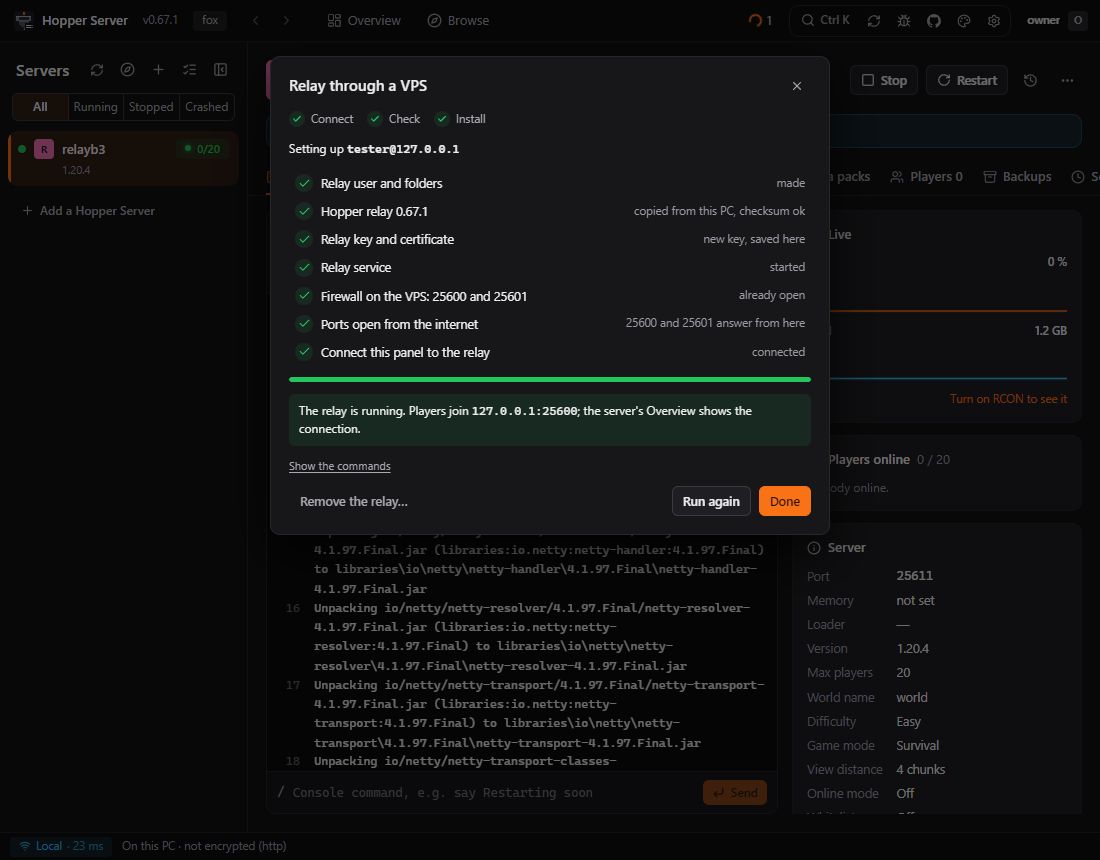 Hopper Server v0.67.1 fox Overview Browse 1 Ctrl K owner O
Servers
All Running Stopped Crashed
R relayb3 0/20
1.20.4
Add a Hopper Server
Stop Restart
packs Players 0 Backups
Relay through a VPS
Connect Check Install
Setting up tester@127.0.0.1
Relay user and folders made
Hopper relay 0.67.1 copied from this PC, checksum ok
Relay key and certificate new key, saved here
Relay service started
Firewall on the VPS: 25600 and 25601 already open
Ports open from the internet 25600 and 25601 answer from here
Connect this panel to the relay connected
The relay is running. Players join 127.0.0.1:25600; the server's Overview shows the
connection.
Show the commands
Remove the relay... Run again Done
Live
0 %
1.2 GB
Turn on RCON to see it
Players online 0 / 20
ody online.
4.1.97.Final.jar (libraries:io.netty:netty-handler:4.1.97.Final)
to libraries\io\netty\netty-handler\4.1.97.Final\netty-handler-
4.1.97.Final.jar
16 Unpacking io/netty/netty-resolver/4.1.97.Final/netty-resolver-
4.1.97.Final.jar (libraries:io.netty:netty-
resolver:4.1.97.Final) to libraries\io\netty\netty-
resolver\4.1.97.Final\netty-resolver-4.1.97.Final.jar
17 Unpacking io/netty/netty-transport/4.1.97.Final/netty-transport-
4.1.97.Final.jar (libraries:io.netty:netty-
transport:4.1.97.Final) to libraries\io\netty\netty-
transport\4.1.97.Final\netty-transport-4.1.97.Final.jar
18 Unpacking io/netty/netty-transport-classes-
/ Console command, e.g. say Restarting soon Send
Server
Port 25611
Memory not set
Loader —
Version 1.20.4
Max players 20
World name world
Difficulty Easy
Game mode Survival
View distance 4 chunks
Online mode Off
Local · 23 ms On this PC · not encrypted (http)